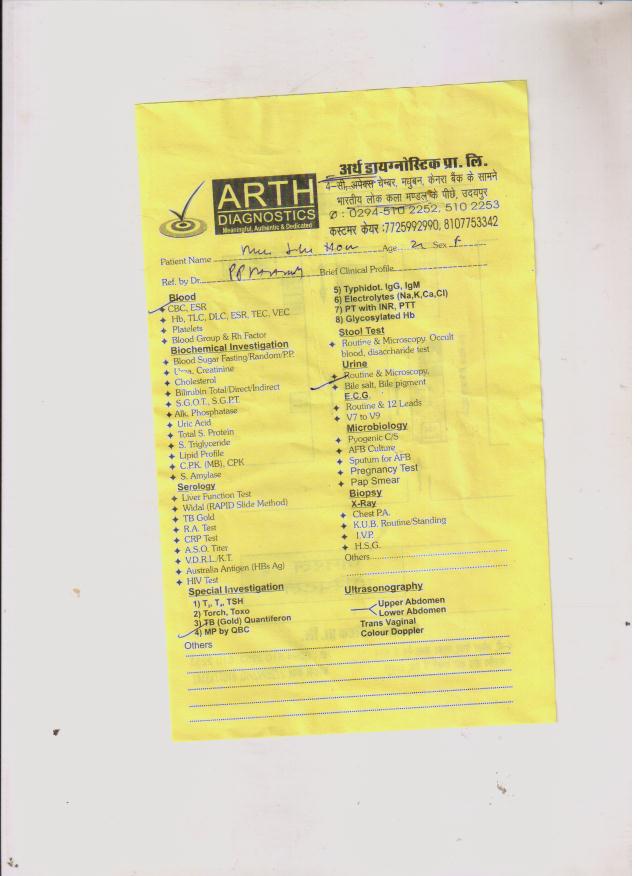 ARTH
DIAGNOSTICS
Meaningful, Authentic & Dedicated
अर्थ डायग्नोस्टिक प्रा. लि.
4-सी, अपेक्स चेम्बर, मधुबन, केनरा बैंक के सामने
भारतीय लोक कला मण्डल के पीछे, उदयपुर
✆ : 0294-510 2252, 510 2253
कस्टमर केयर :7725992990, 8107753342
Patient Name Age Sex F
Ref. by Dr. Brief Clinical Profile
Blood
CBC, ESR
Hb, TLC, DLC, ESR, TEC, VEC
Platelets
Blood Group & Rh Factor
Biochemical Investigation
Blood Sugar Fasting/Random/P.P.
Urea, Creatinine
Cholesterol
Bilirubin Total/Direct/Indirect
S.G.O.T., S.G.P.T.
Alk. Phosphatase
Uric Acid
Total S. Protein
S. Triglyceride
Lipid Profile
C.P.K. (MB), CPK
S. Amylase
Serology
Liver Function Test
Widal (RAPID Slide Method)
TB Gold
R.A. Test
CRP Test
A.S.O. Titer
V.D.R.L./K.T.
Australia Antigen (HBs Ag)
HIV Test
Special Investigation
1) T₃, T₄, TSH
2) Torch, Toxo
3) TB (Gold) Quantiferon
4) MP by QBC
Others
5) Typhidot. IgG, IgM
6) Electrolytes (Na,K,Ca,Cl)
7) PT with INR, PTT
8) Glycosylated Hb
Stool Test
Routine & Microscopy. Occult
blood, disaccharide test
Urine
Routine & Microscopy,
Bile salt, Bile pigment
E.C.G.
Routine & 12 Leads
V7 to V9
Microbiology
Pyogenic C/S
AFB Culture
Sputum for AFB
Pregnancy Test
Pap Smear
Biopsy
X-Ray
Chest P.A.
K.U.B. Routine/Standing
I.V.P.
H.S.G.
Others
Ultrasonography
Upper Abdomen
Lower Abdomen
Trans Vaginal
Colour Doppler